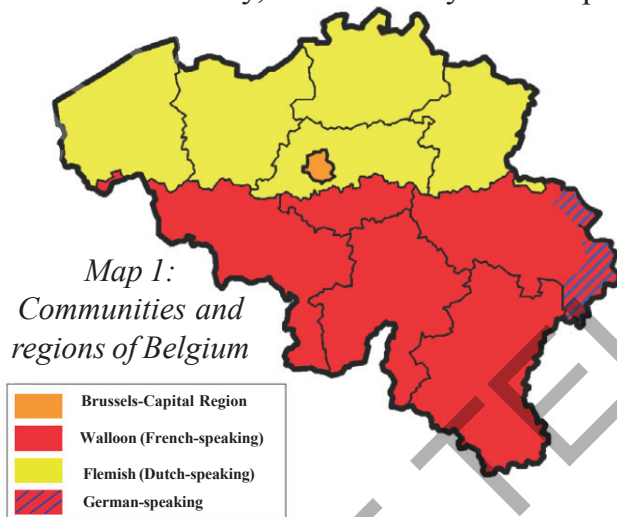 Map 1:
Communities and
regions of Belgium
Brussels-Capital Region
Walloon (French-speaking)
Flemish (Dutch-speaking)
German-speaking